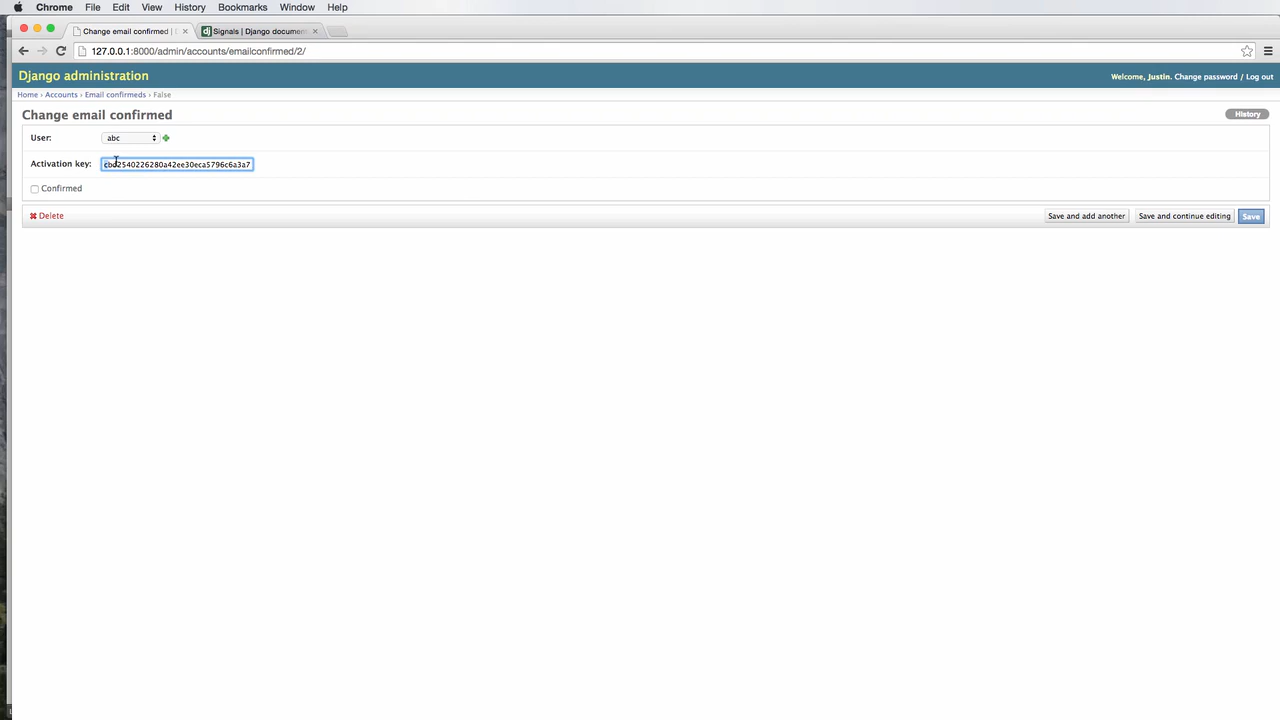 Chrome File Edit View History Bookmarks Window Help
Change email confirmed | Signals | Django documen
127.0.0.1:8000/admin/accounts/emailconfirmed/2/
Django administration
Welcome, Justin. Change password / Log out
Home › Accounts › Email confirmeds › False
Change email confirmed
History
User: abc
Activation key: cbd2540226280a42ee30eca5796c6a3a7
Confirmed
Delete
Save and add another Save and continue editing Save